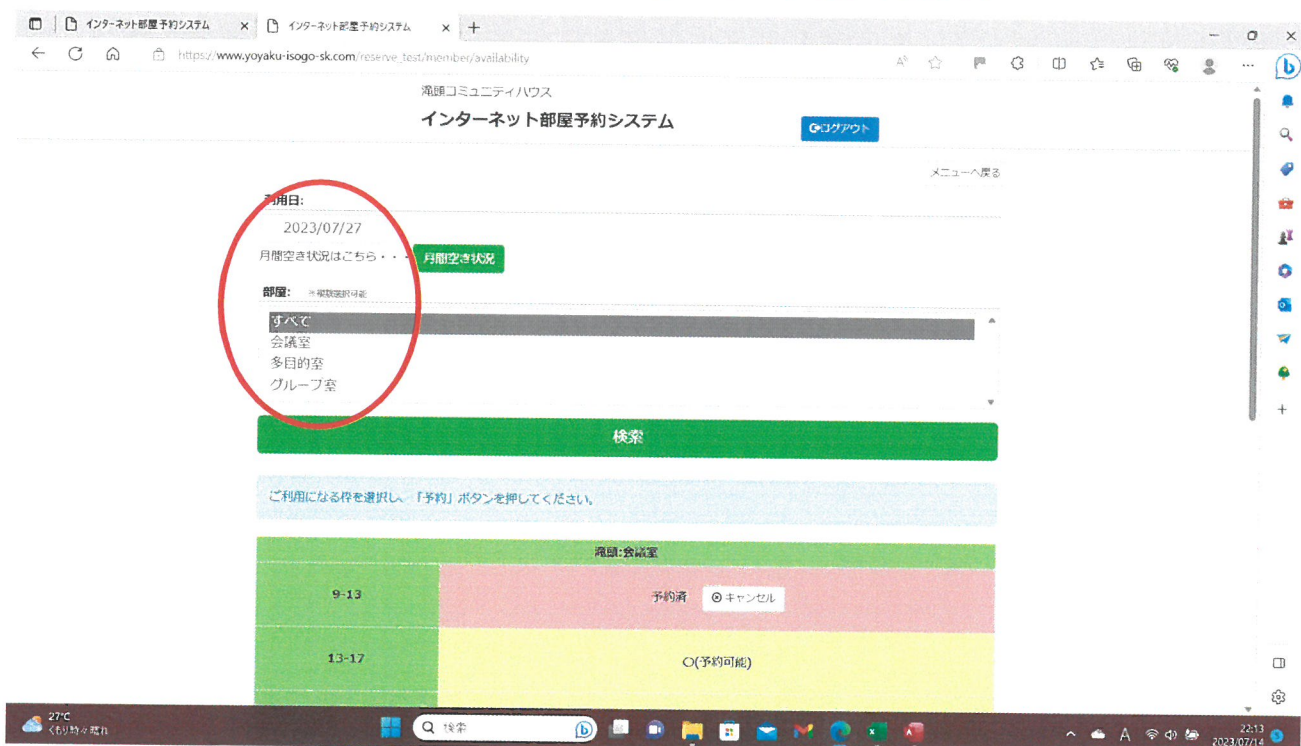 インターネット部屋予約システム
インターネット部屋予約システム
https://www.yoyaku-isogo-sk.com/reserve_test/member/availability
滝頭コミュニティハウス
インターネット部屋予約システム
ログアウト
メニューへ戻る
利用日:
2023/07/27
月間空き状況はこちら・・・ 月間空き状況
部屋: ※複数選択可能
すべて
会議室
多目的室
グループ室
検索
ご利用になる枠を選択し、「予約」ボタンを押してください。
滝頭:会議室
9-13 予約済 キャンセル
13-17 ○(予約可能)
27°C
くもり時々晴れ
検索
A
22:13
2023/07/14